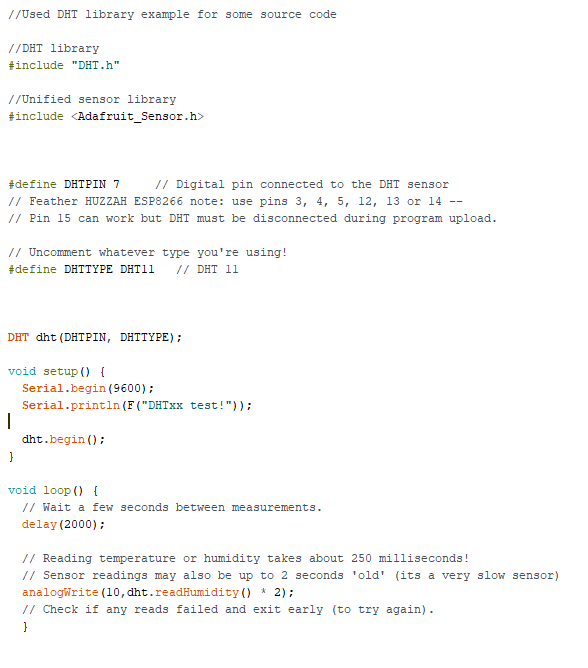 //Used DHT library example for some source code
//DHT library
#include "DHT.h"
//Unified sensor library
#include <Adafruit_Sensor.h>
#define DHTPIN 7     // Digital pin connected to the DHT sensor
// Feather HUZZAH ESP8266 note: use pins 3, 4, 5, 12, 13 or 14 --
// Pin 15 can work but DHT must be disconnected during program upload.
// Uncomment whatever type you're using!
#define DHTTYPE DHT11   // DHT 11
DHT dht(DHTPIN, DHTTYPE);
void setup() {
  Serial.begin(9600);
  Serial.println(F("DHTxx test!"));
  dht.begin();
}
void loop() {
  // Wait a few seconds between measurements.
  delay(2000);
  // Reading temperature or humidity takes about 250 milliseconds!
  // Sensor readings may also be up to 2 seconds 'old' (its a very slow sensor)
  analogWrite(10,dht.readHumidity() * 2);
  // Check if any reads failed and exit early (to try again).
  }